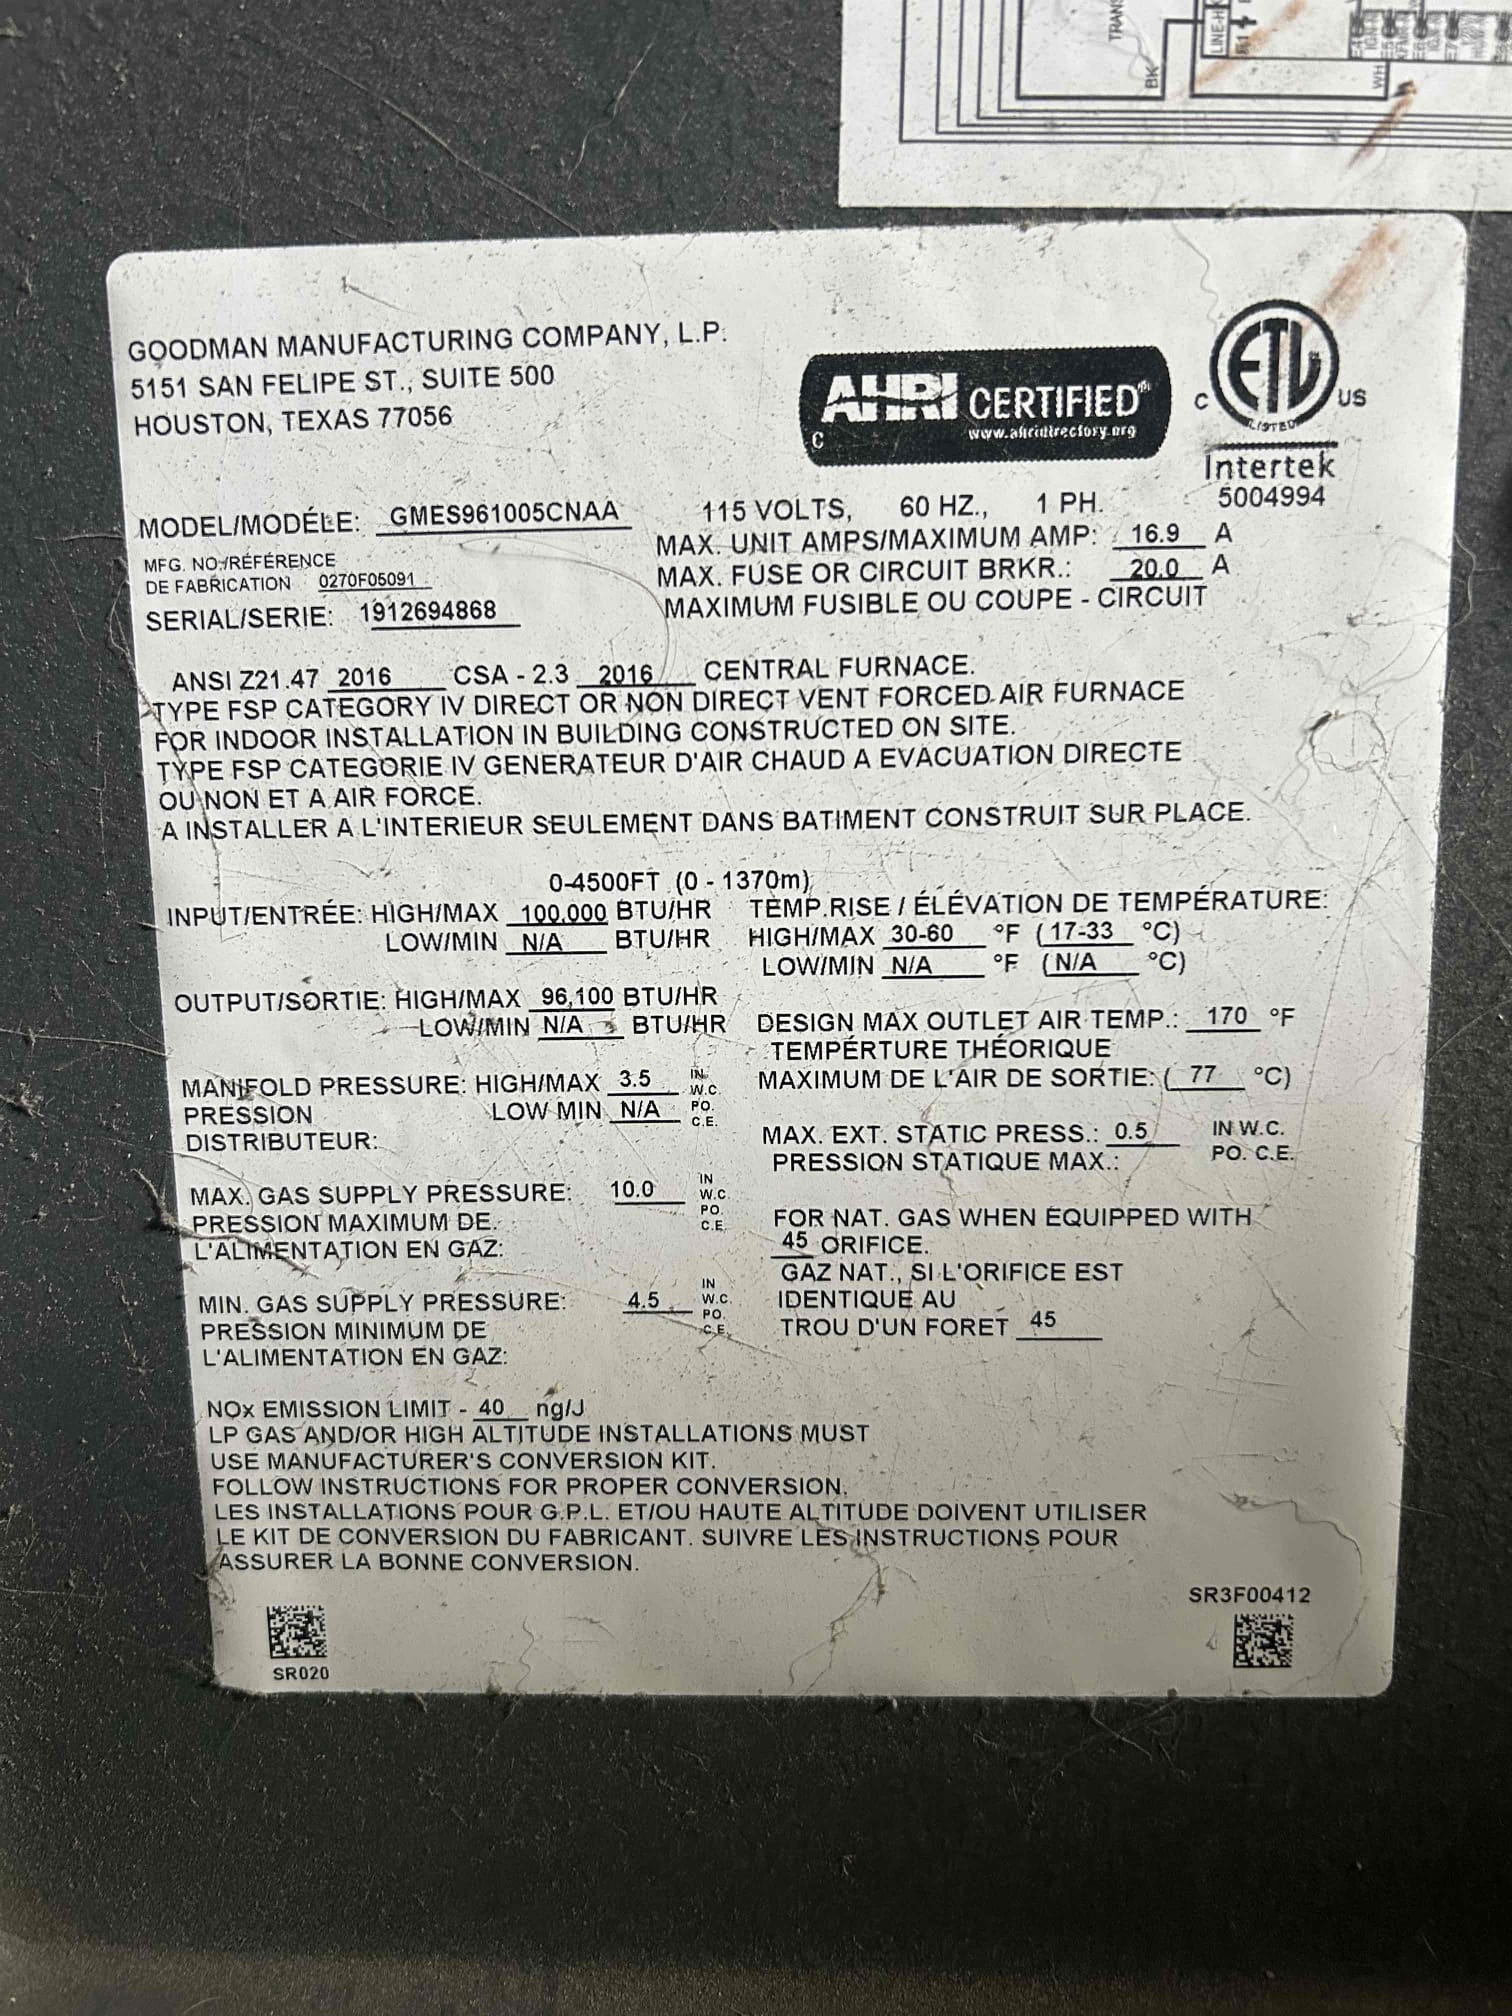 TRANS
BK
LINE-H
WH
GOODMAN MANUFACTURING COMPANY, L.P.
5151 SAN FELIPE ST., SUITE 500
HOUSTON, TEXAS 77056
AHRI CERTIFIED
www.ahridirectory.org
C
C ETL US
LISTED
Intertek
5004994
MODEL/MODÉLE: GMES961005CNAA
115 VOLTS, 60 HZ., 1 PH.
MAX. UNIT AMPS/MAXIMUM AMP: 16.9 A
MFG. NO./RÉFÉRENCE
DE FABRICATION 0270F05091
MAX. FUSE OR CIRCUIT BRKR.: 20.0 A
SERIAL/SERIE: 1912694868
MAXIMUM FUSIBLE OU COUPE - CIRCUIT
ANSI Z21.47 2016 CSA - 2.3 2016 CENTRAL FURNACE.
TYPE FSP CATEGORY IV DIRECT OR NON DIRECT VENT FORCED AIR FURNACE
FOR INDOOR INSTALLATION IN BUILDING CONSTRUCTED ON SITE.
TYPE FSP CATEGORIE IV GENERATEUR D'AIR CHAUD A EVACUATION DIRECTE
OU NON ET A AIR FORCE.
A INSTALLER A L'INTERIEUR SEULEMENT DANS BATIMENT CONSTRUIT SUR PLACE.
0-4500FT (0 - 1370m)
INPUT/ENTRÉE: HIGH/MAX 100,000 BTU/HR
LOW/MIN N/A BTU/HR
TEMP.RISE / ÉLÉVATION DE TEMPÉRATURE:
HIGH/MAX 30-60 °F (17-33 °C)
LOW/MIN N/A °F (N/A °C)
OUTPUT/SORTIE: HIGH/MAX 96,100 BTU/HR
LOW/MIN N/A BTU/HR
DESIGN MAX OUTLET AIR TEMP.: 170 °F
TEMPÉRTURE THÉORIQUE
MAXIMUM DE L'AIR DE SORTIE: ( 77 °C)
MANIFOLD PRESSURE: HIGH/MAX 3.5 IN W.C.
PRESSION LOW MIN N/A PO. C.E.
DISTRIBUTEUR:
MAX. EXT. STATIC PRESS.: 0.5 IN W.C.
PRESSION STATIQUE MAX.: PO. C.E.
MAX. GAS SUPPLY PRESSURE: 10.0 IN W.C.
PRESSION MAXIMUM DE PO. C.E.
L'ALIMENTATION EN GAZ:
FOR NAT. GAS WHEN EQUIPPED WITH
45 ORIFICE.
GAZ NAT., SI L'ORIFICE EST
IDENTIQUE AU
TROU D'UN FORET 45
MIN. GAS SUPPLY PRESSURE: 4.5 IN W.C.
PRESSION MINIMUM DE PO. C.E.
L'ALIMENTATION EN GAZ:
NOx EMISSION LIMIT - 40 ng/J
LP GAS AND/OR HIGH ALTITUDE INSTALLATIONS MUST
USE MANUFACTURER'S CONVERSION KIT.
FOLLOW INSTRUCTIONS FOR PROPER CONVERSION.
LES INSTALLATIONS POUR G.P.L. ET/OU HAUTE ALTITUDE DOIVENT UTILISER
LE KIT DE CONVERSION DU FABRICANT. SUIVRE LES INSTRUCTIONS POUR
ASSURER LA BONNE CONVERSION.
SR020
SR3F00412